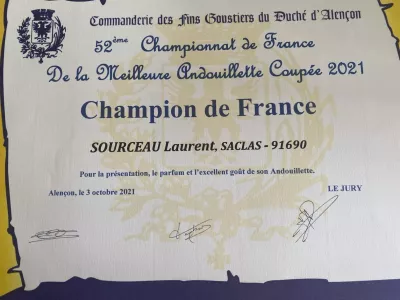 Commanderie des Fins Goustiers du Duché d'Alençon
52ème Championnat de France
De la Meilleure Andouillette Coupée 2021
Champion de France
SOURCEAU Laurent, SACLAS - 91690
Pour la présentation, le parfum et l'excellent goût de son Andouillette.
Alençon, le 3 octobre 2021
LE JURY